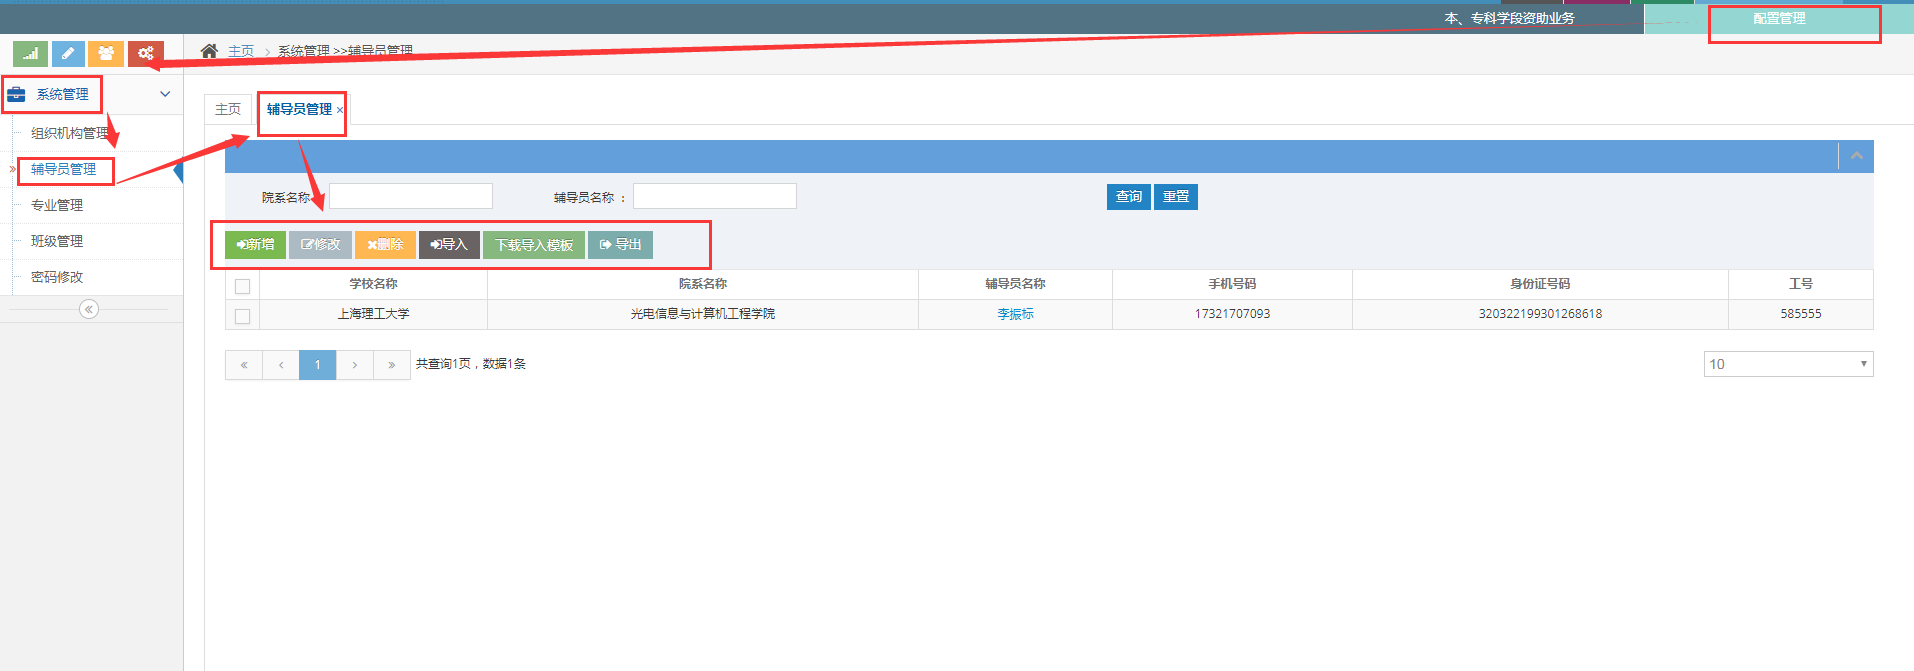 本、专科学段资助业务 配置管理
主页 系统管理 >>辅导员管理
系统管理
组织机构管理
辅导员管理
专业管理
班级管理
密码修改
主页 辅导员管理 ×
院系名称 辅导员名称 : 查询 重置
新增 修改 删除 导入 下载导入模板 导出
学校名称 院系名称 辅导员名称 手机号码 身份证号码 工号
上海理工大学 光电信息与计算机工程学院 李振标 17321707093 320322199301268618 585555
« ‹ 1 › » 共查询1页，数据1条 10